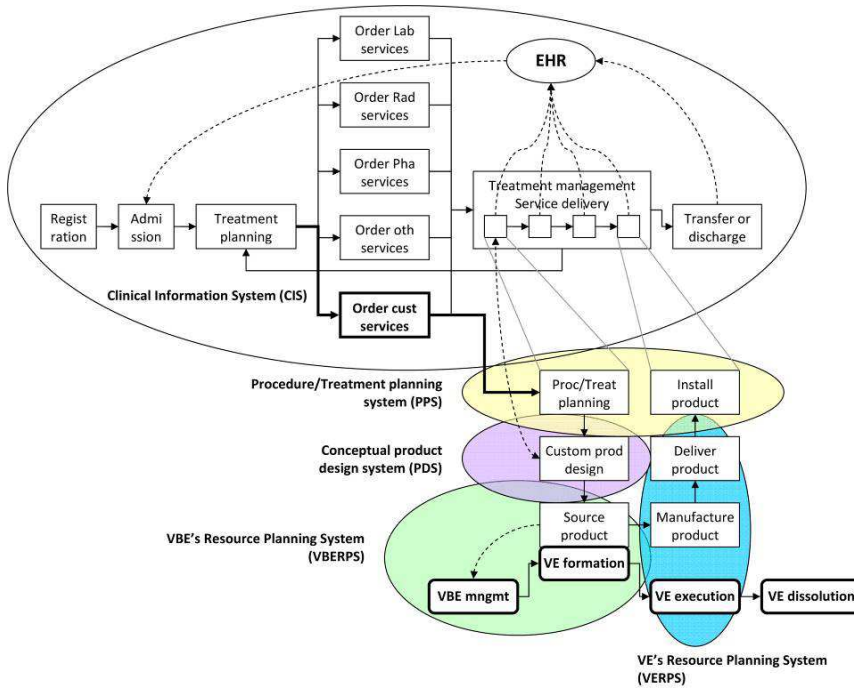 Order Lab
services
EHR
Order Rad
services
Order Pha
services
Treatment management
Service delivery
Regist
ration
Admi
ssion
Treatment
planning
Order oth
services
Transfer or
discharge
Clinical Information System (CIS)
Order cust
services
Procedure/Treatment planning
system (PPS)
Proc/Treat
planning
Install
product
Conceptual product
design system (PDS)
Custom prod
design
Deliver
product
VBE's Resource Planning System
(VBERPS)
Source
product
Manufacture
product
VE formation
VBE mngmt
VE execution
VE dissolution
VE's Resource Planning System
(VERPS)